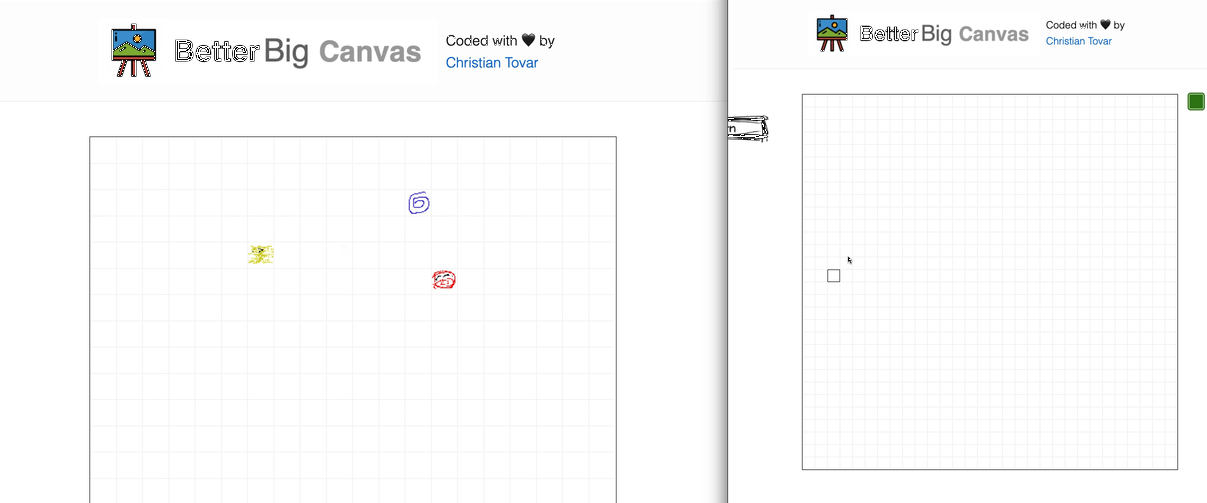 Better Big Canvas
Coded with 🖤 by
Christian Tovar
Better Big Canvas
Coded with 🖤 by
Christian Tovar